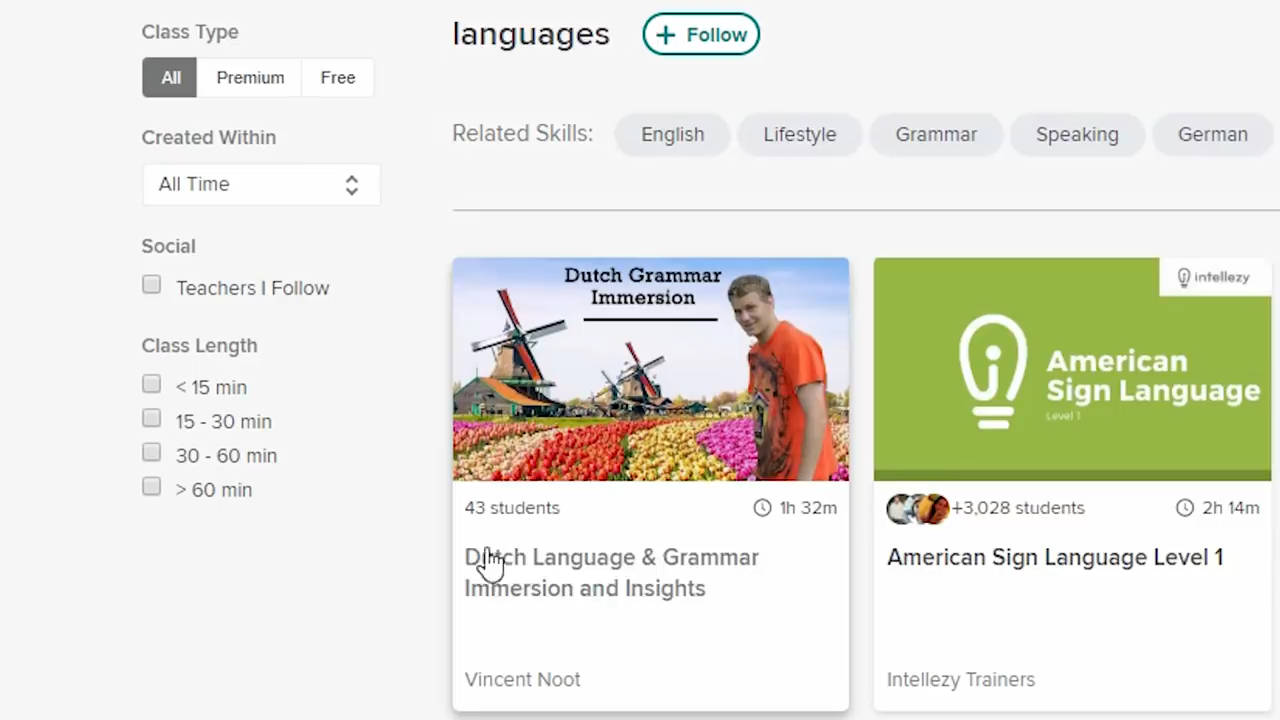 Class Type
All
Premium
Free
Created Within
All Time
Social
Teachers I Follow
Class Length
< 15 min
15 - 30 min
30 - 60 min
> 60 min
languages
+ Follow
Related Skills:
English
Lifestyle
Grammar
Speaking
German
Dutch Grammar
Immersion
43 students
1h 32m
Dutch Language & Grammar
Immersion and Insights
Vincent Noot
intellezy
American
Sign Language
Level 1
+3,028 students
2h 14m
American Sign Language Level 1
Intellezy Trainers